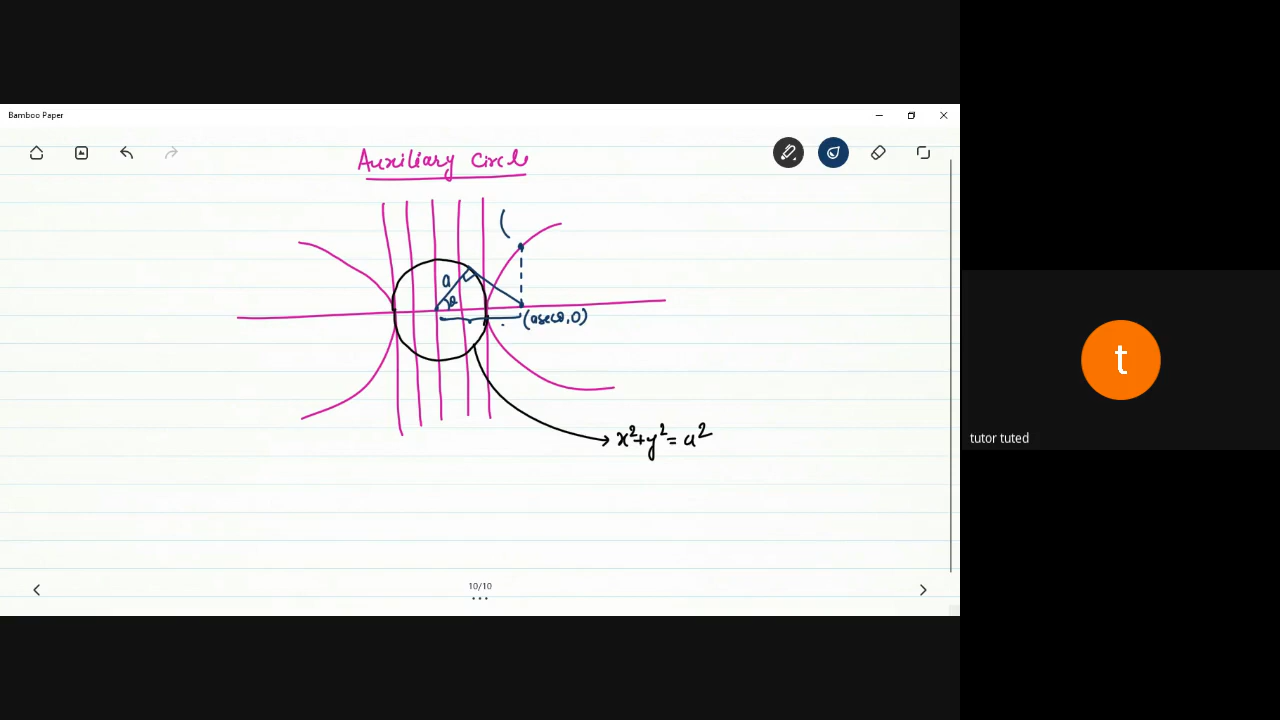 Bamboo Paper
Auxiliary Circle
(
a
θ
(asecθ,0)
x²+y²= a²
10/10
t
tutor tuted